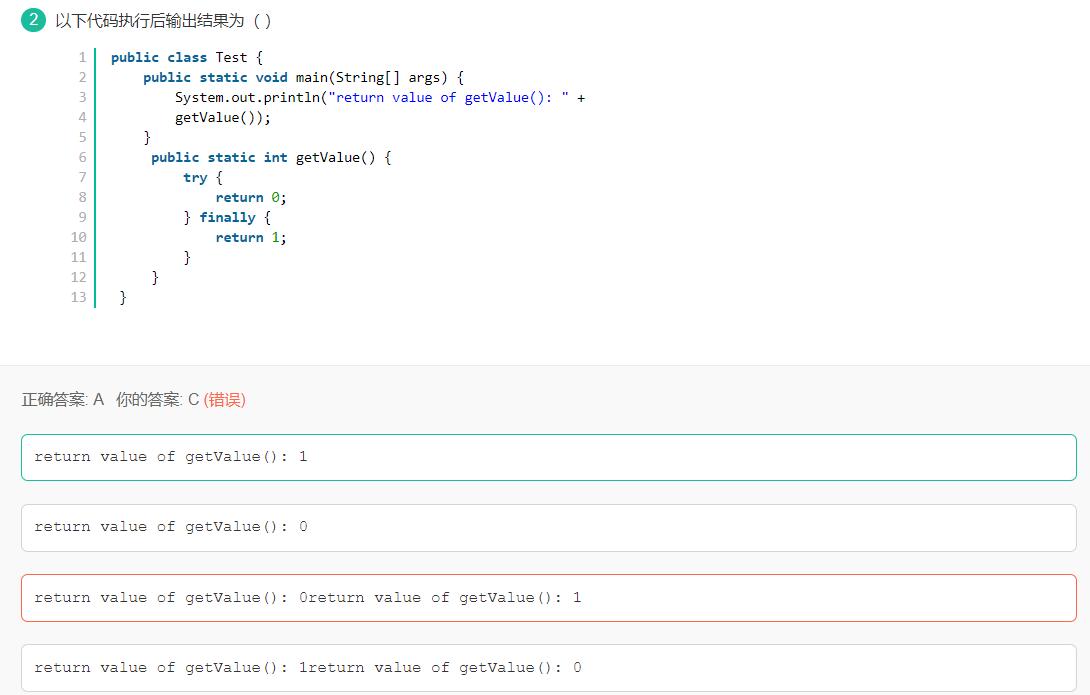 2 以下代码执行后输出结果为（ ）
1 public class Test {
2 public static void main(String[] args) {
3 System.out.println("return value of getValue(): " +
4 getValue());
5 }
6 public static int getValue() {
7 try {
8 return 0;
9 } finally {
10 return 1;
11 }
12 }
13 }
正确答案: A 你的答案: C (错误)
return value of getValue(): 1
return value of getValue(): 0
return value of getValue(): 0return value of getValue(): 1
return value of getValue(): 1return value of getValue(): 0